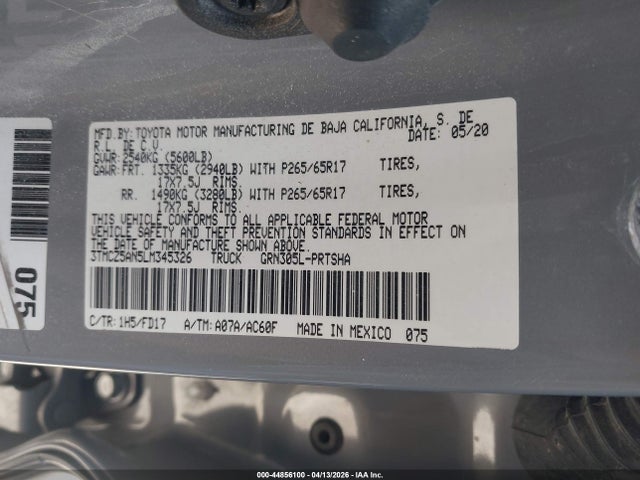 MFD.BY:TOYOTA MOTOR MANUFACTURING DE BAJA CALIFORNIA, S. DE
R.L. DE C.V. DATE: 05/20
GVWR: 2540KG (5600LB)
GAWR:FRT. 1335KG (2940LB) WITH P265/65R17 TIRES,
17X7.5J RIMS
RR. 1490KG (3280LB) WITH P265/65R17 TIRES,
17X7.5J RIMS
THIS VEHICLE CONFORMS TO ALL APPLICABLE FEDERAL MOTOR
VEHICLE SAFETY AND THEFT PREVENTION STANDARDS IN EFFECT ON
THE DATE OF MANUFACTURE SHOWN ABOVE.
3TMCZ5AN5LM345326 TRUCK GRN305L-PRTSHA
C/TR:1H5/FD17 A/TM:A07A/AC60F MADE IN MEXICO 075
075
000-44856100 - 04/13/2026 - IAA Inc.